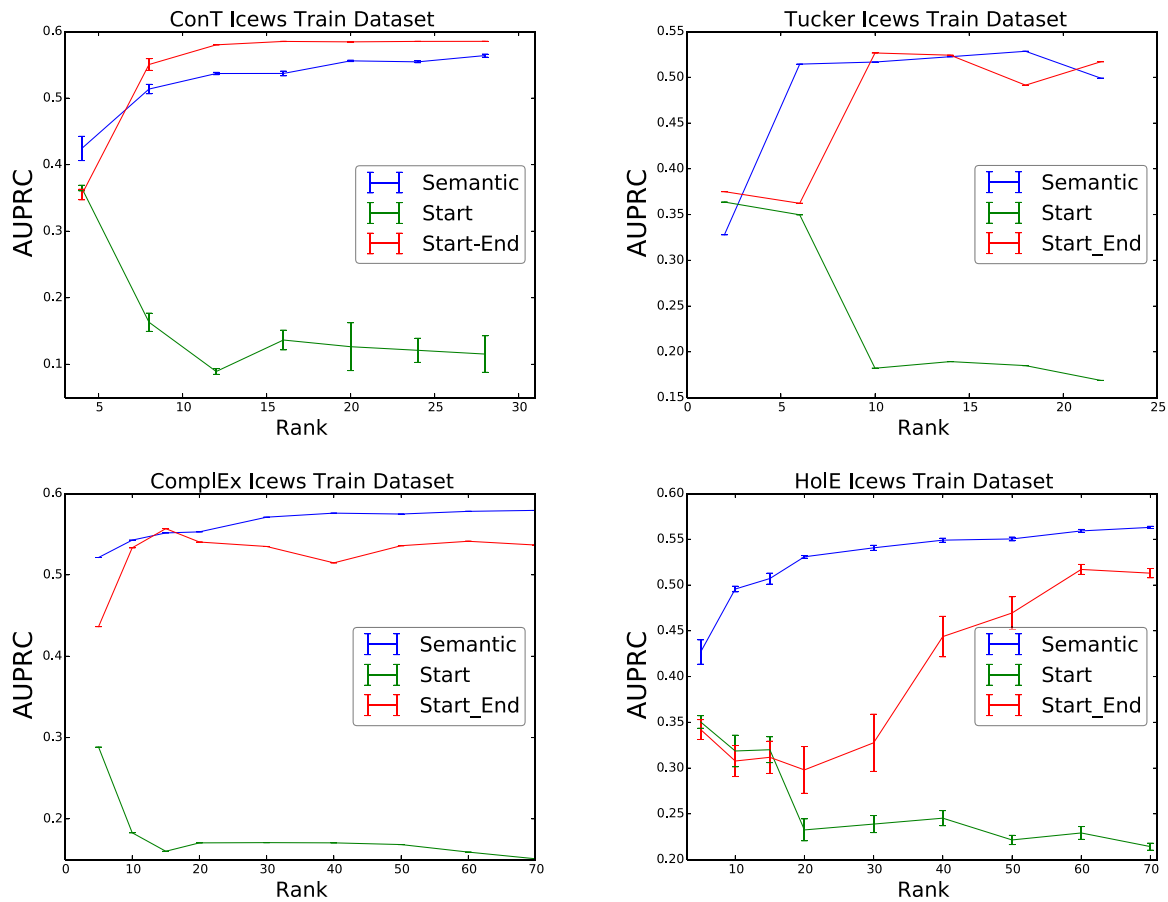 ConT Icews Train Dataset
0.6
0.5
0.4
0.3
0.2
0.1
AUPRC
5 10 15 20 25 30
Rank
Semantic
Start
Start-End
Tucker Icews Train Dataset
0.55
0.50
0.45
0.40
0.35
0.30
0.25
0.20
0.15
AUPRC
0 5 10 15 20 25
Rank
Semantic
Start
Start_End
ComplEx Icews Train Dataset
0.6
0.5
0.4
0.3
0.2
AUPRC
0 10 20 30 40 50 60 70
Rank
Semantic
Start
Start_End
HolE Icews Train Dataset
0.60
0.55
0.50
0.45
0.40
0.35
0.30
0.25
0.20
AUPRC
10 20 30 40 50 60 70
Rank
Semantic
Start
Start_End